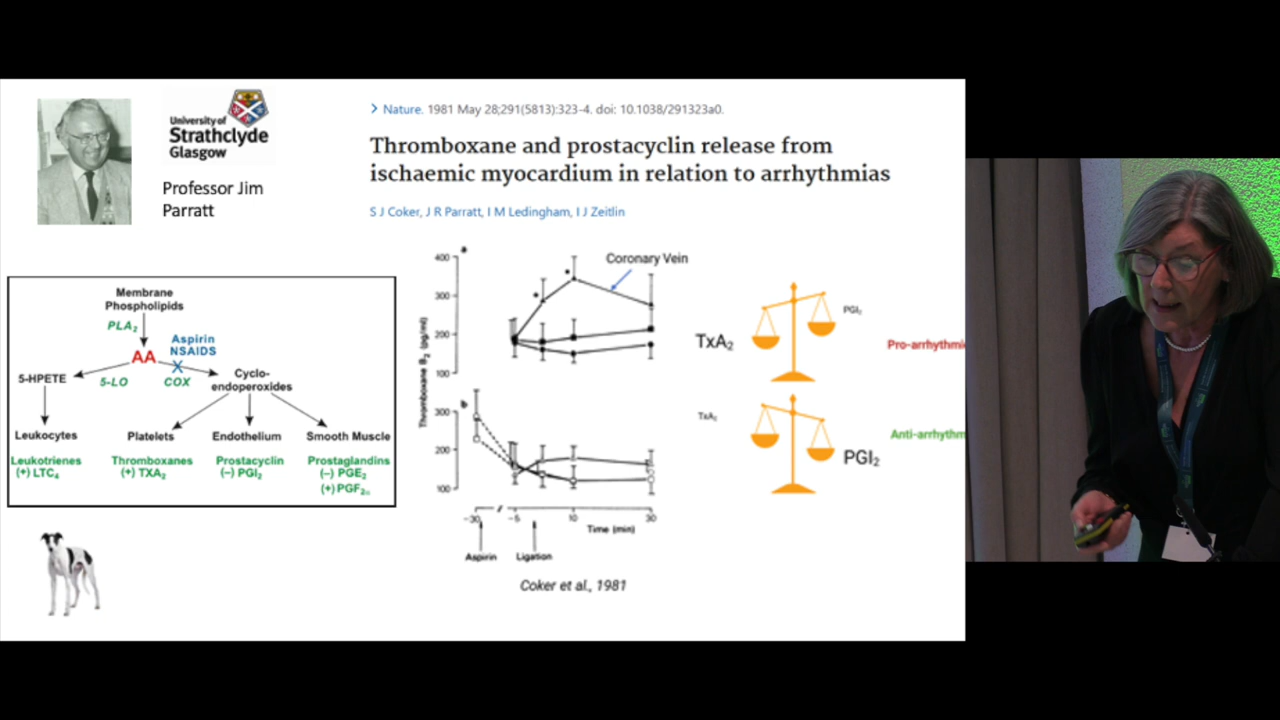 University of
Strathclyde
Glasgow
Professor Jim
Parratt
> Nature. 1981 May 28;291(5813):323-4. doi: 10.1038/291323a0.
Thromboxane and prostacyclin release from
ischaemic myocardium in relation to arrhythmias
S J Coker, J R Parratt, I M Ledingham, I J Zeitlin
Membrane
Phospholipids
PLA₂
Aspirin
NSAIDS
AA
X
5-HPETE
5-LO
COX
Cyclo-
endoperoxides
Leukocytes
Platelets
Endothelium
Smooth Muscle
Leukotrienes
(+) LTC₄
Thromboxanes
(+) TXA₂
Prostacyclin
(–) PGI₂
Prostaglandins
(–) PGE₂
(+) PGF₂α
a
Coronary Vein
400
300
200
100
Thromboxane B₂ (pg/ml)
b
300
200
100
-30
-5
10
30
Time (min)
Aspirin
Ligation
Coker et al., 1981
TxA₂
PGI₂
Pro-arrhythmi
TxA₂
PGI₂
Anti-arrhythm